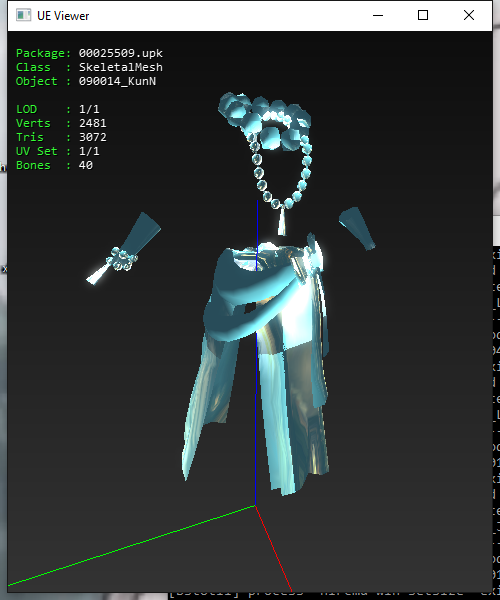 UE Viewer
Package: 00025509.upk
Class : SkeletalMesh
Object : 090014_KunN
LOD : 1/1
Verts : 2481
Tris : 3072
UV Set : 1/1
Bones : 40